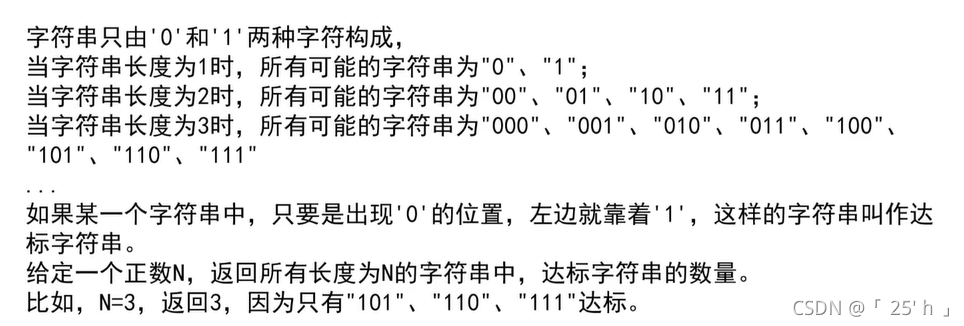 字符串只由'0'和'1'两种字符构成，
当字符串长度为1时，所有可能的字符串为"0"、"1"；
当字符串长度为2时，所有可能的字符串为"00"、"01"、"10"、"11"；
当字符串长度为3时，所有可能的字符串为"000"、"001"、"010"、"011"、"100"、
"101"、"110"、"111"
...
如果某一个字符串中，只要是出现'0'的位置，左边就靠着'1'，这样的字符串叫作达
标字符串。
给定一个正数N，返回所有长度为N的字符串中，达标字符串的数量。
比如，N=3，返回3，因为只有"101"、"110"、"111"达标。
CSDN @「 25' h 」